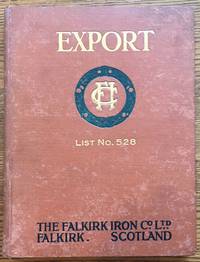 EXPORT
LIST NO. 528
THE FALKIRK IRON CO. LTD
FALKIRK. SCOTLAND